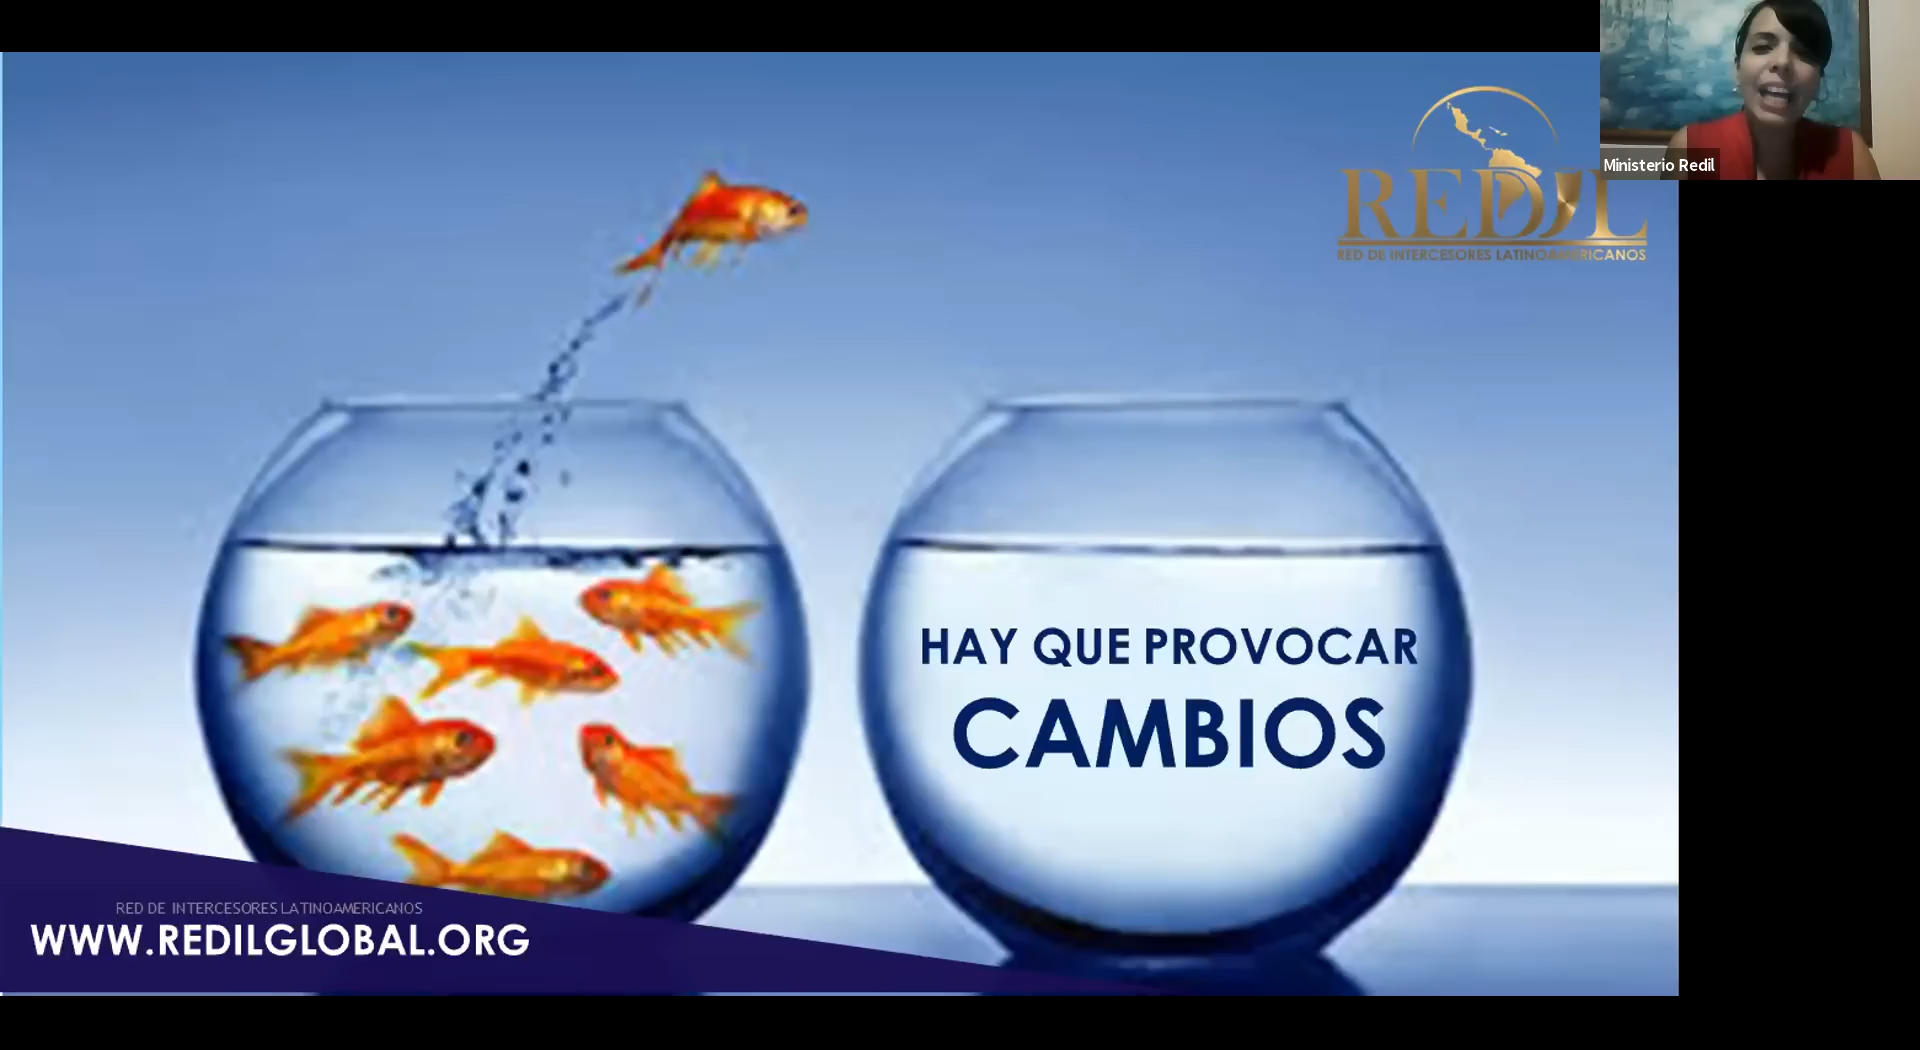 Ministerio Redil
REDIL
RED DE INTERCESORES LATINOAMERICANOS
HAY QUE PROVOCAR
CAMBIOS
RED DE INTERCESORES LATINOAMERICANOS
WWW.REDILGLOBAL.ORG